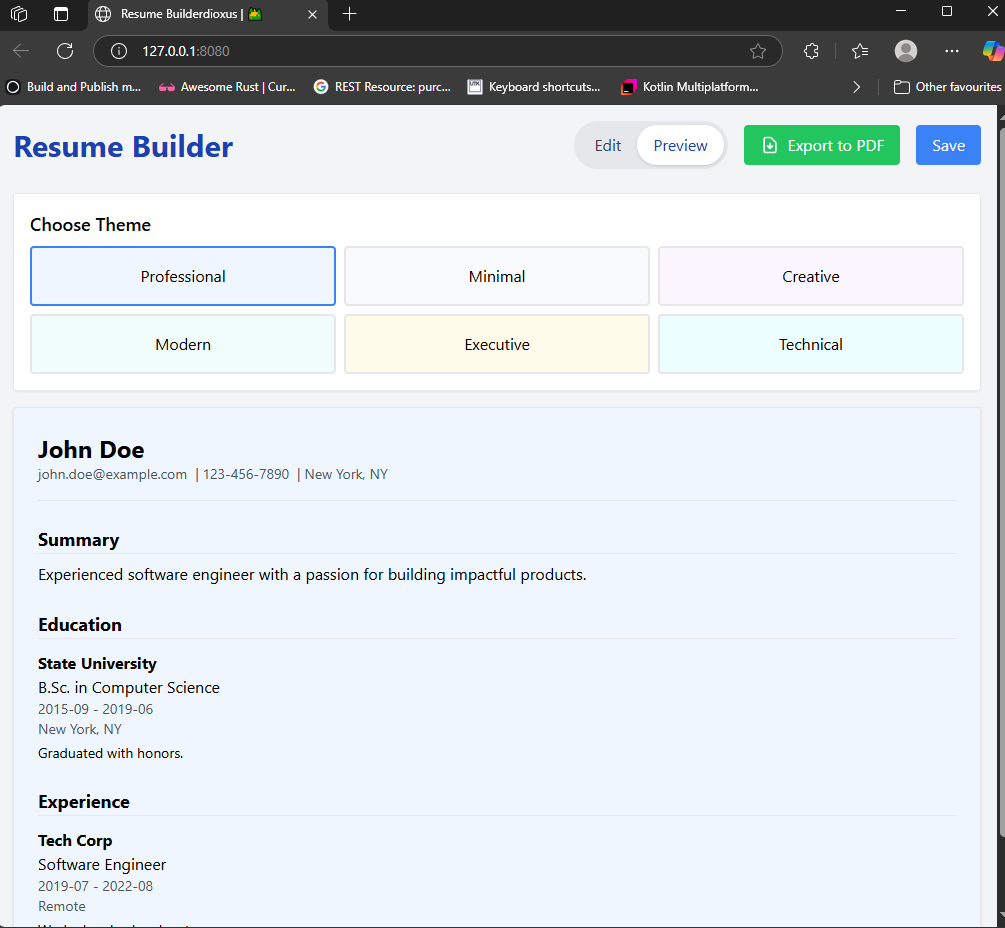 Resume Builderdioxus |
127.0.0.1:8080
Build and Publish m... Awesome Rust | Cur... REST Resource: purc... Keyboard shortcuts... Kotlin Multiplatform... Other favourites
Resume Builder
Edit Preview Export to PDF Save
Choose Theme
Professional Minimal Creative
Modern Executive Technical
John Doe
john.doe@example.com | 123-456-7890 | New York, NY
Summary
Experienced software engineer with a passion for building impactful products.
Education
State University
B.Sc. in Computer Science
2015-09 - 2019-06
New York, NY
Graduated with honors.
Experience
Tech Corp
Software Engineer
2019-07 - 2022-08
Remote